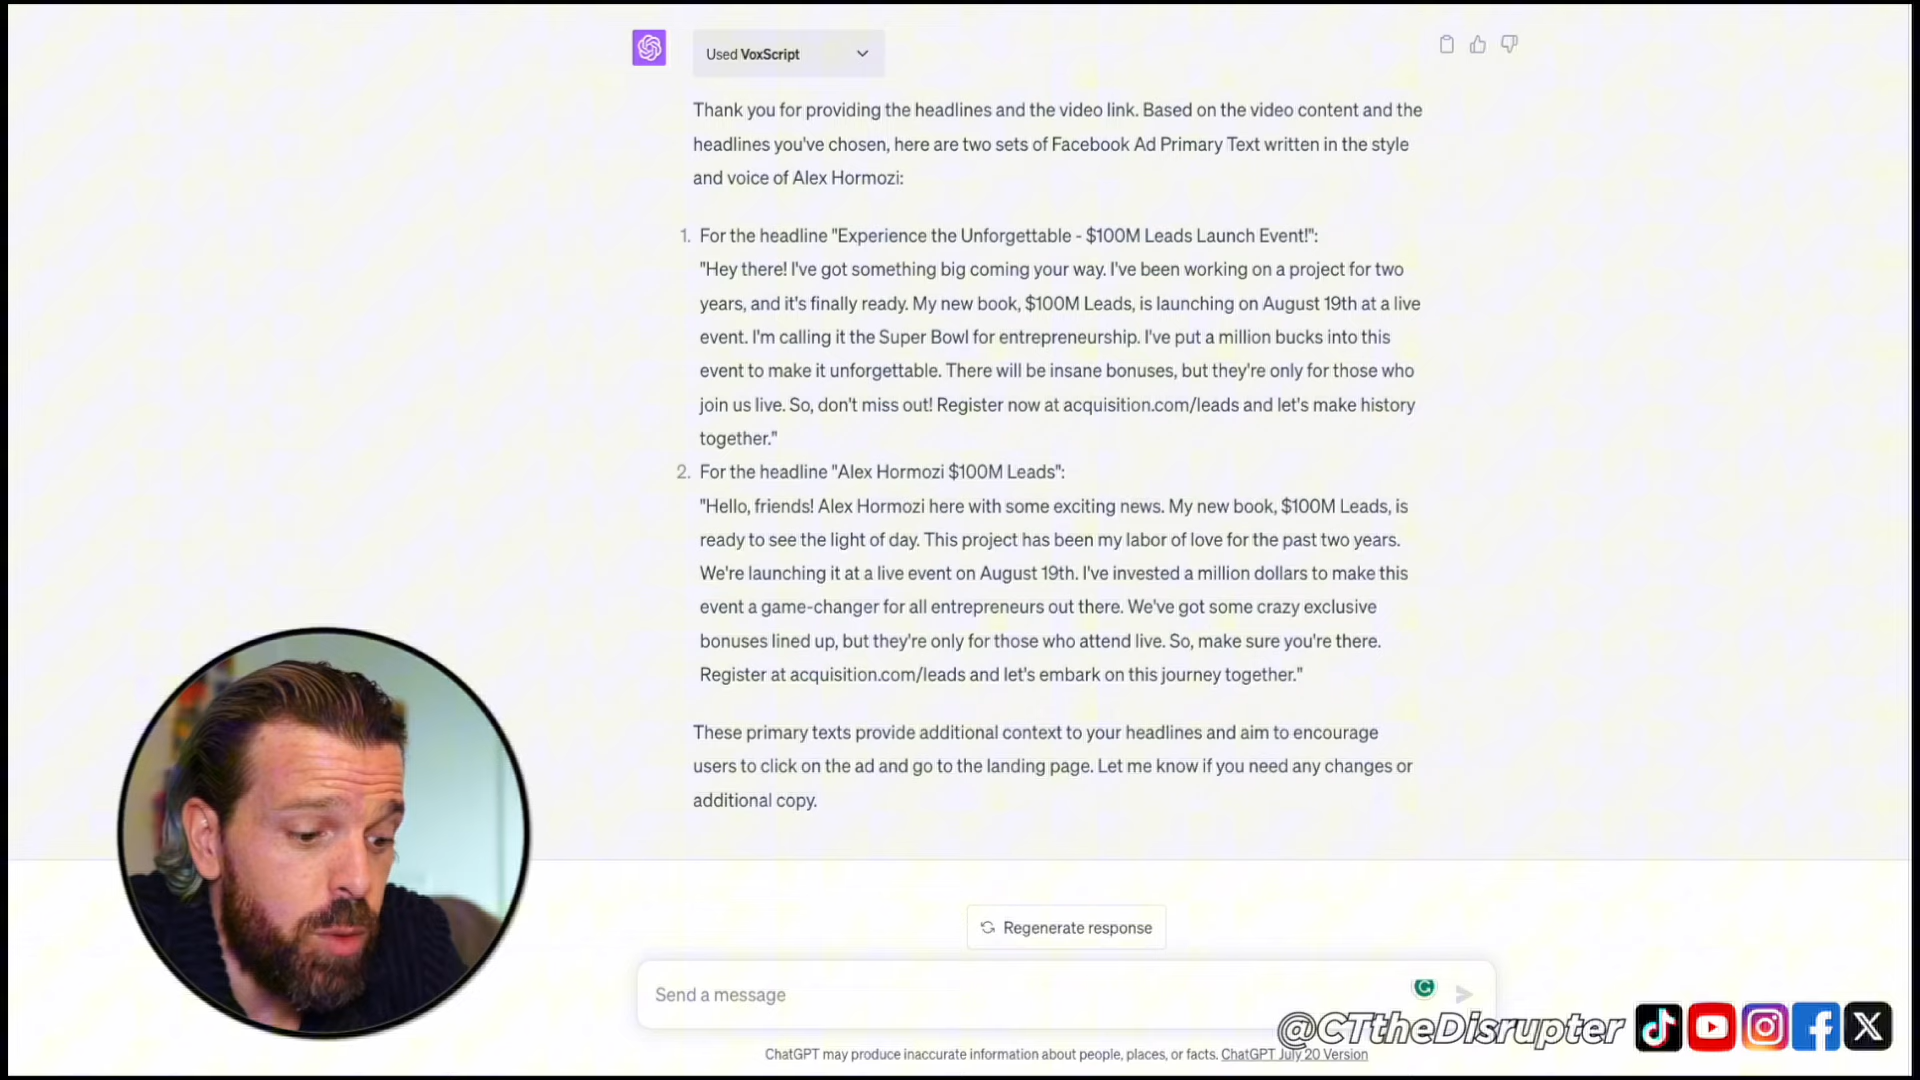 Used VoxScript
Thank you for providing the headlines and the video link. Based on the video content and the
headlines you've chosen, here are two sets of Facebook Ad Primary Text written in the style
and voice of Alex Hormozi:
1. For the headline "Experience the Unforgettable - $100M Leads Launch Event!":
"Hey there! I've got something big coming your way. I've been working on a project for two
years, and it's finally ready. My new book, $100M Leads, is launching on August 19th at a live
event. I'm calling it the Super Bowl for entrepreneurship. I've put a million bucks into this
event to make it unforgettable. There will be insane bonuses, but they're only for those who
join us live. So, don't miss out! Register now at acquisition.com/leads and let's make history
together."
2. For the headline "Alex Hormozi $100M Leads":
"Hello, friends! Alex Hormozi here with some exciting news. My new book, $100M Leads, is
ready to see the light of day. This project has been my labor of love for the past two years.
We're launching it at a live event on August 19th. I've invested a million dollars to make this
event a game-changer for all entrepreneurs out there. We've got some crazy exclusive
bonuses lined up, but they're only for those who attend live. So, make sure you're there.
Register at acquisition.com/leads and let's embark on this journey together."
These primary texts provide additional context to your headlines and aim to encourage
users to click on the ad and go to the landing page. Let me know if you need any changes or
additional copy.
Regenerate response
Send a message
@CTtheDisrupter
ChatGPT may produce inaccurate information about people, places, or facts. ChatGPT July 20 Version